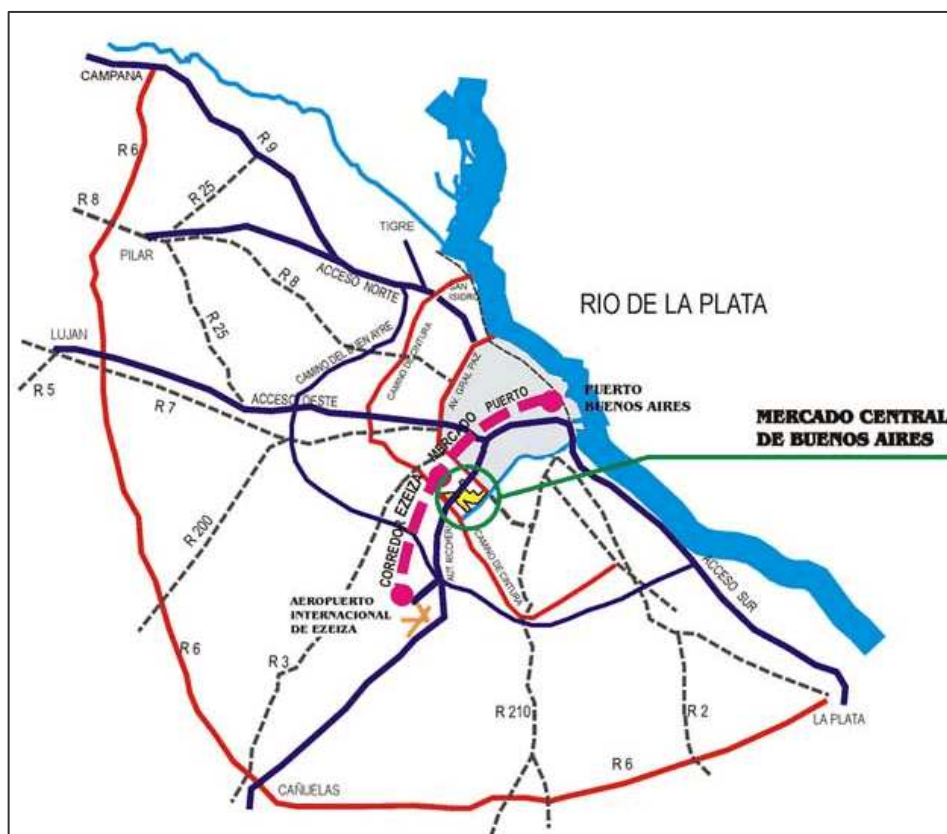 CAMPANA
R 6
R 9
R 25
R 8
TIGRE
PILAR
ACCESO NORTE
R 8
SAN
ISIDRO
RIO DE LA PLATA
R 25
LUJAN
CAMINO DEL BUEN AYRE
CAMINO DE CINTURA
AV. GRAL PAZ
R 5
R 7
ACCESO OESTE
PUERTO
BUENOS AIRES
CORREDOR EZEIZA MERCADO PUERTO
MERCADO CENTRAL
DE BUENOS AIRES
R 200
CAMINO DE CINTURA
ACCESO SUR
AEROPUERTO
INTERNACIONAL
DE EZEIZA
R 6
R 3
R 210
R 2
LA PLATA
R 6
CAÑUELAS